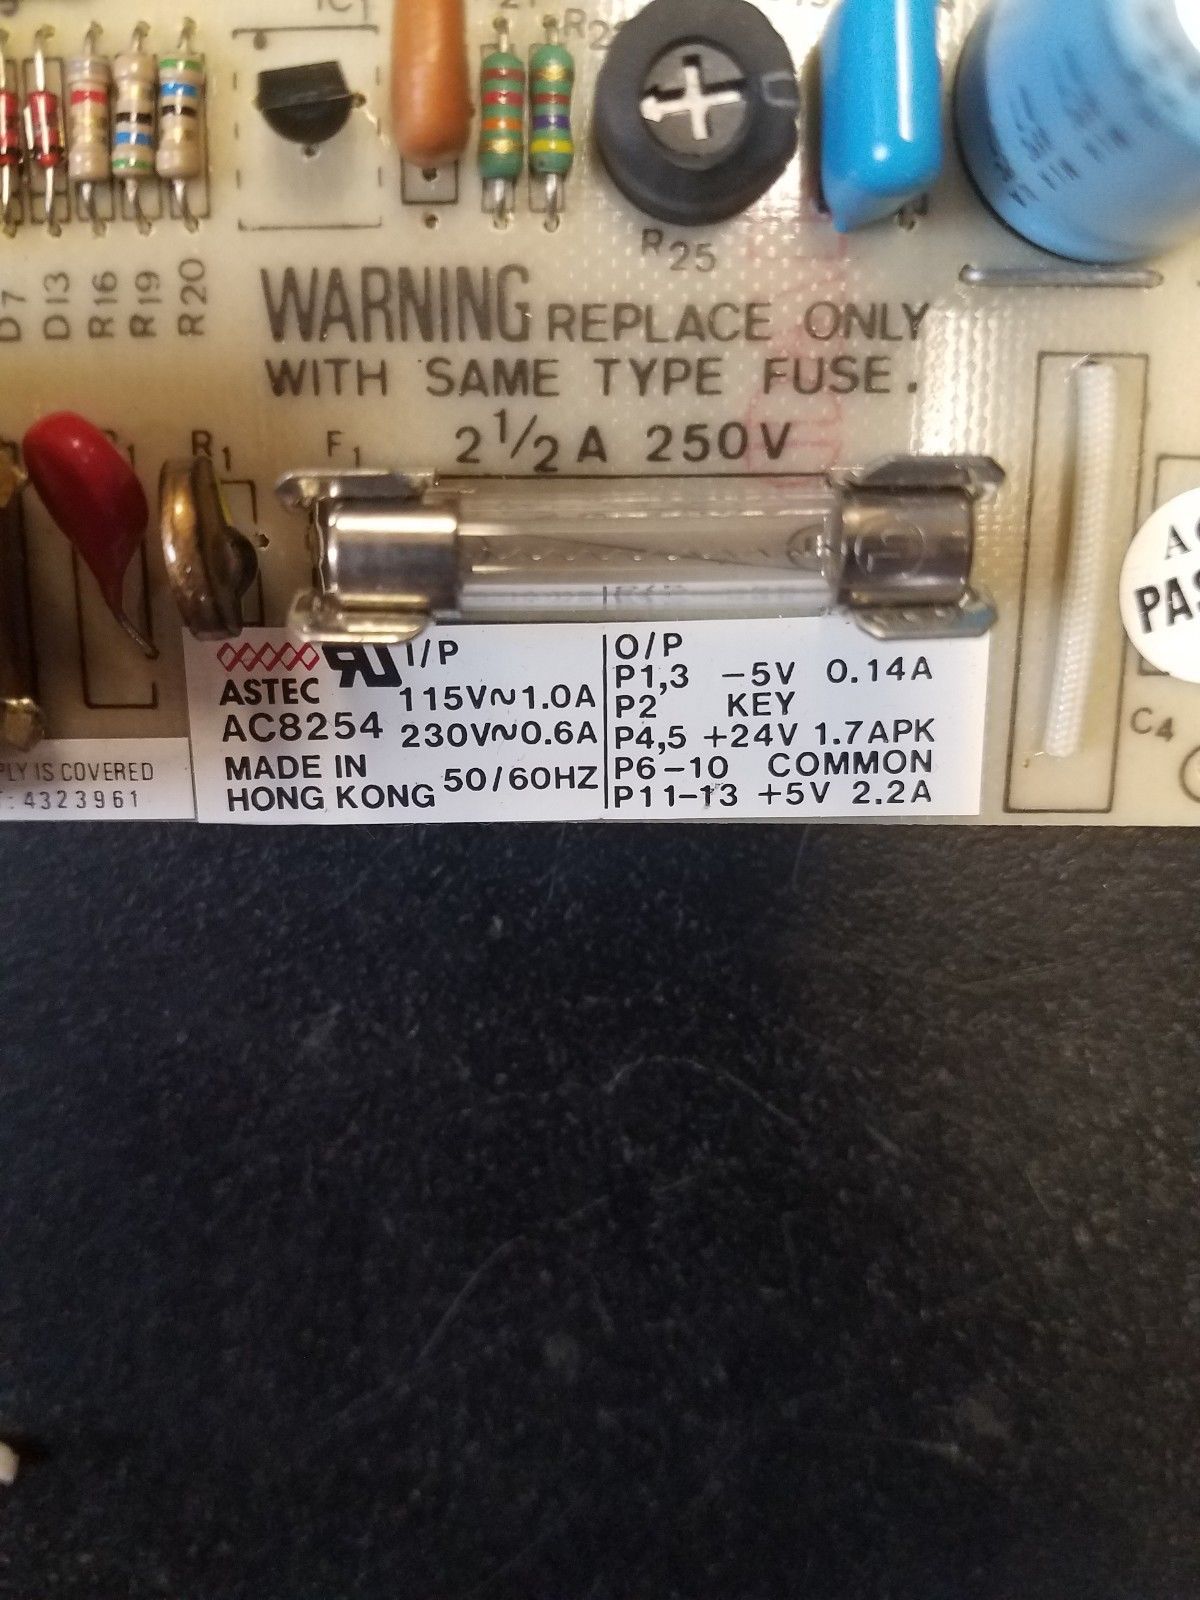 IC1
R25
D7
D13
R16
R19
R20
WARNING REPLACE ONLY
WITH SAME TYPE FUSE.
2 1/2 A 250V
R1
F1
ASTEC
AC8254
MADE IN
HONG KONG
I/P
115V~1.0A
230V~0.6A
50/60HZ
O/P
P1,3 -5V 0.14A
P2 KEY
P4,5 +24V 1.7APK
P6-10 COMMON
P11-13 +5V 2.2A
PLY IS COVERED
: 4323961
PAS
C4